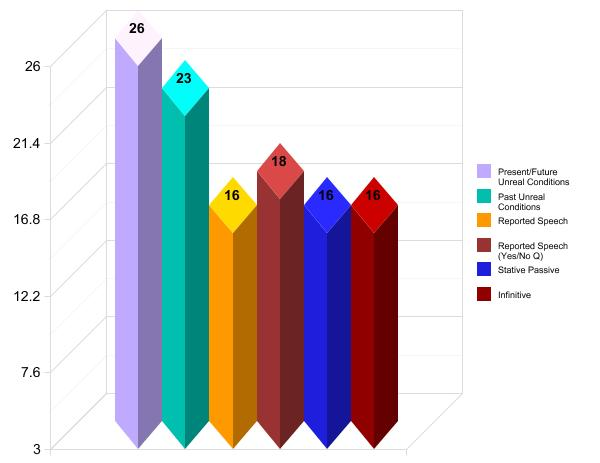 26
23
18
16
16
16
26
21.4
16.8
12.2
7.6
3
Present/Future
Unreal Conditions
Past Unreal
Conditions
Reported Speech
Reported Speech
(Yes/No Q)
Stative Passive
Infinitive